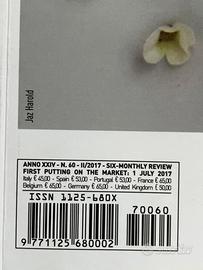 Jaz Harold
ANNO XXIV - N. 60 - II/2017 - SIX-MONTHLY REVIEW
FIRST PUTTING ON THE MARKET: 1 JULY 2017
Italy € 45,00 - Spain € 53,00 - Portugal € 53,00 - France € 65,00
Belgium € 65,00 - Germany € 65,00 - United Kingdom £ 50,00
ISSN 1125-680X
70060
9 771125 680002